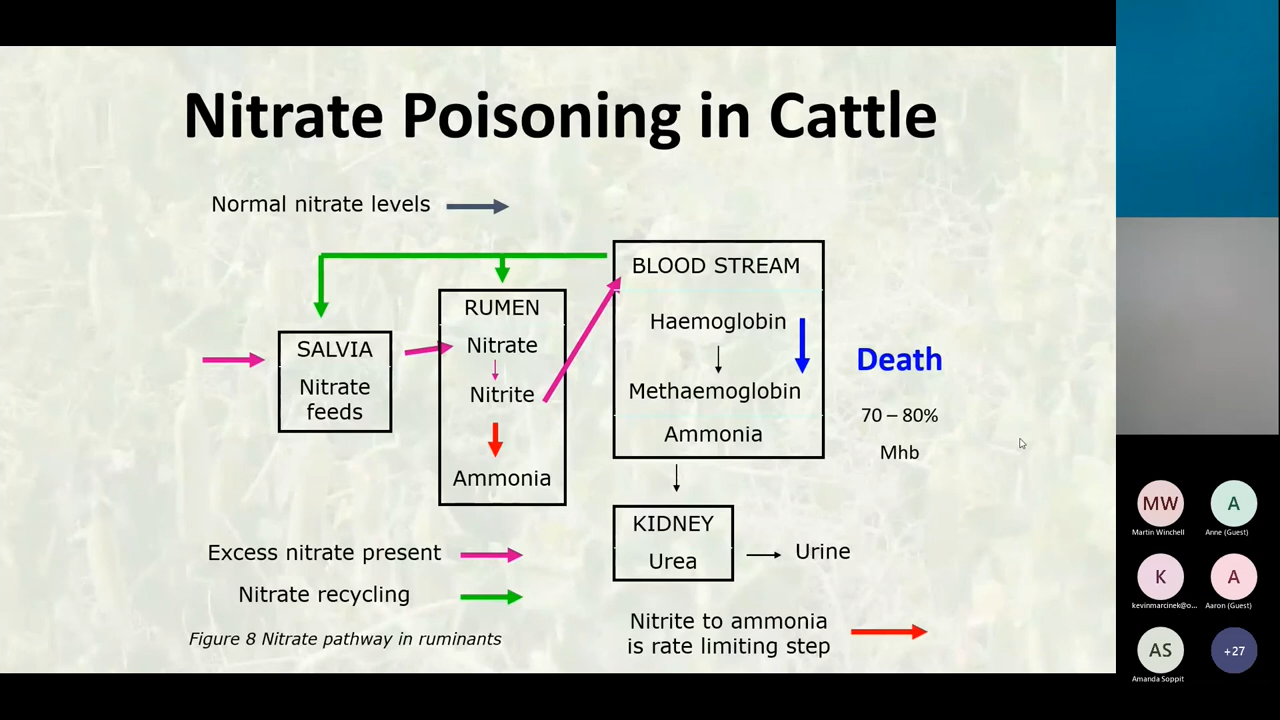 Nitrate Poisoning in Cattle
Normal nitrate levels
SALVIA
Nitrate
feeds
RUMEN
Nitrate
Nitrite
Ammonia
BLOOD STREAM
Haemoglobin
Methaemoglobin
Ammonia
Death
70 – 80%
Mhb
KIDNEY
Urea
Urine
Excess nitrate present
Nitrate recycling
Nitrite to ammonia
is rate limiting step
Figure 8 Nitrate pathway in ruminants
MW
Martin Winchell
A
Anne (Guest)
K
kevinmarcinek@o...
A
Aaron (Guest)
AS
Amanda Soppit
+27